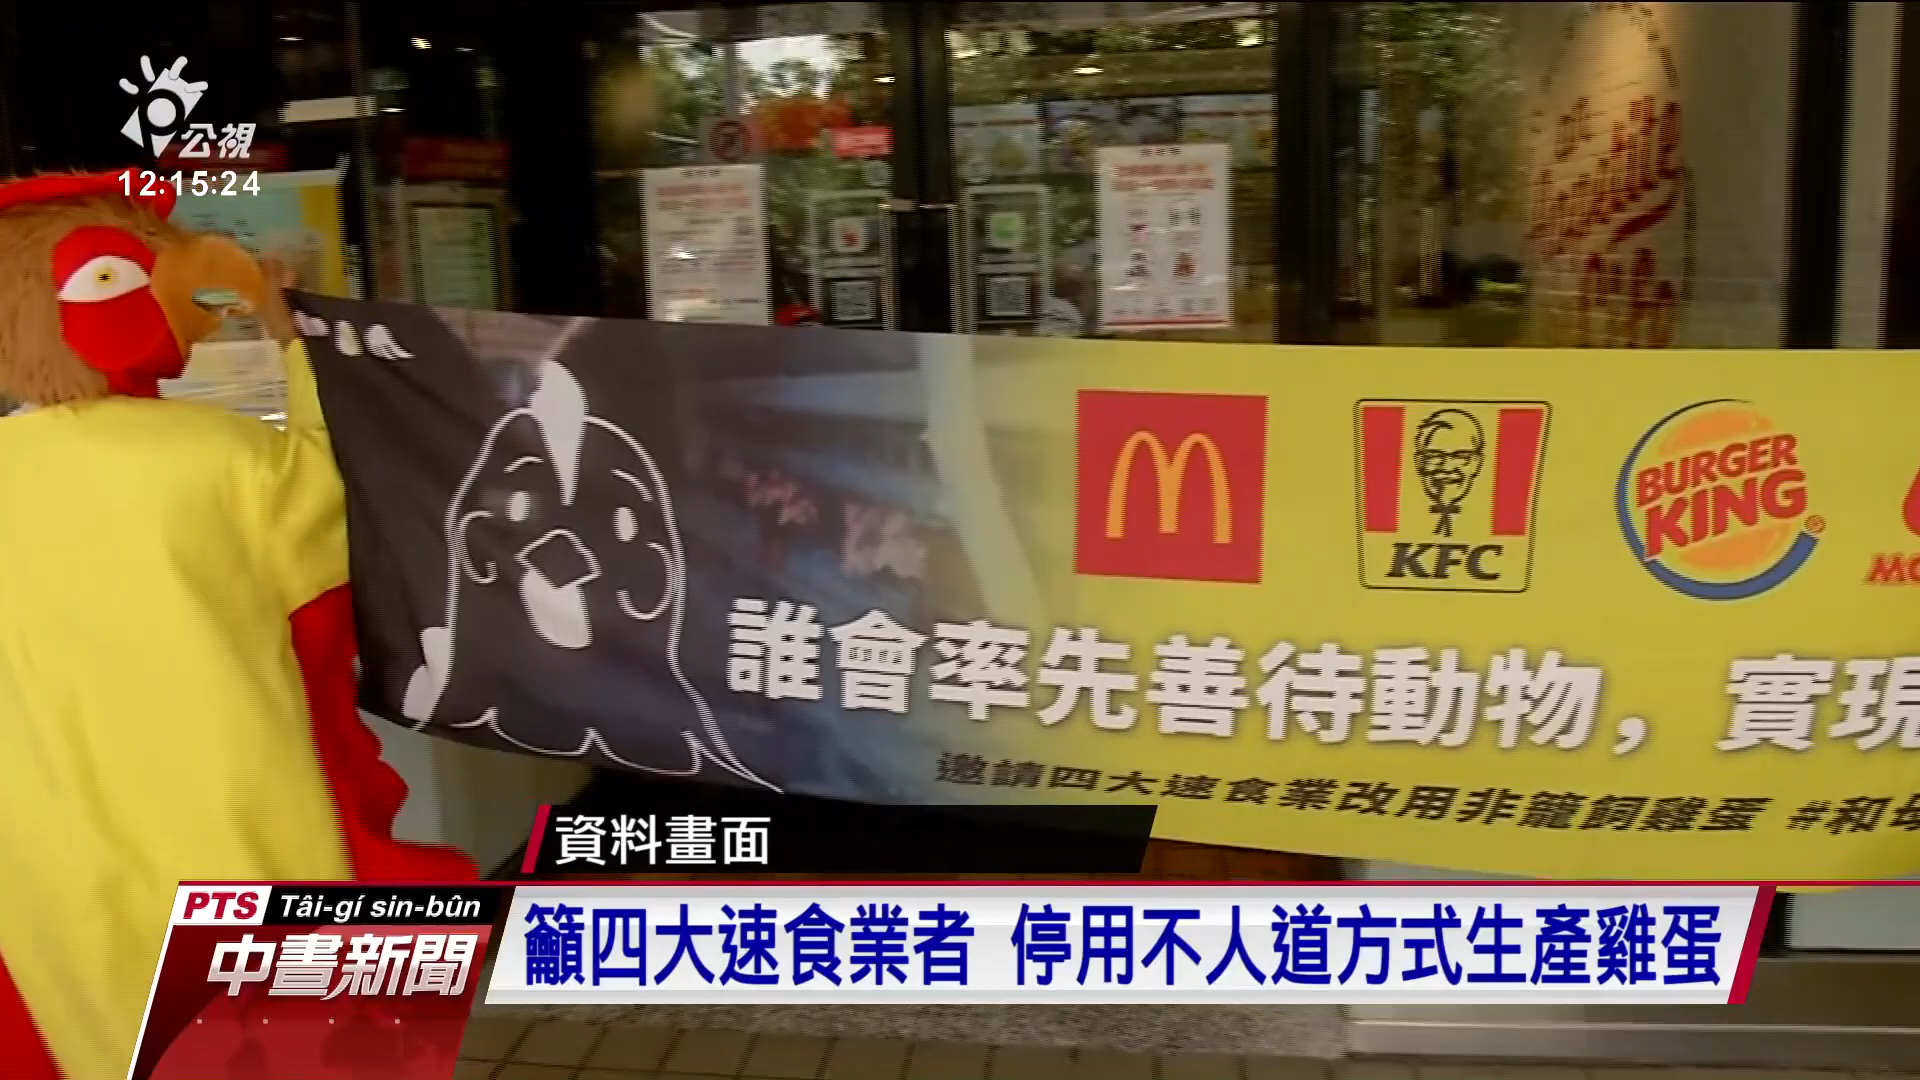 公視
12:15:24
M
KFC
BURGER
KING
誰會率先善待動物，實現
邀請四大速食業改用非籠飼雞蛋 #和母
資料畫面
PTS Tâi-gí sin-bûn
中晝新聞
籲四大速食業者 停用不人道方式生產雞蛋